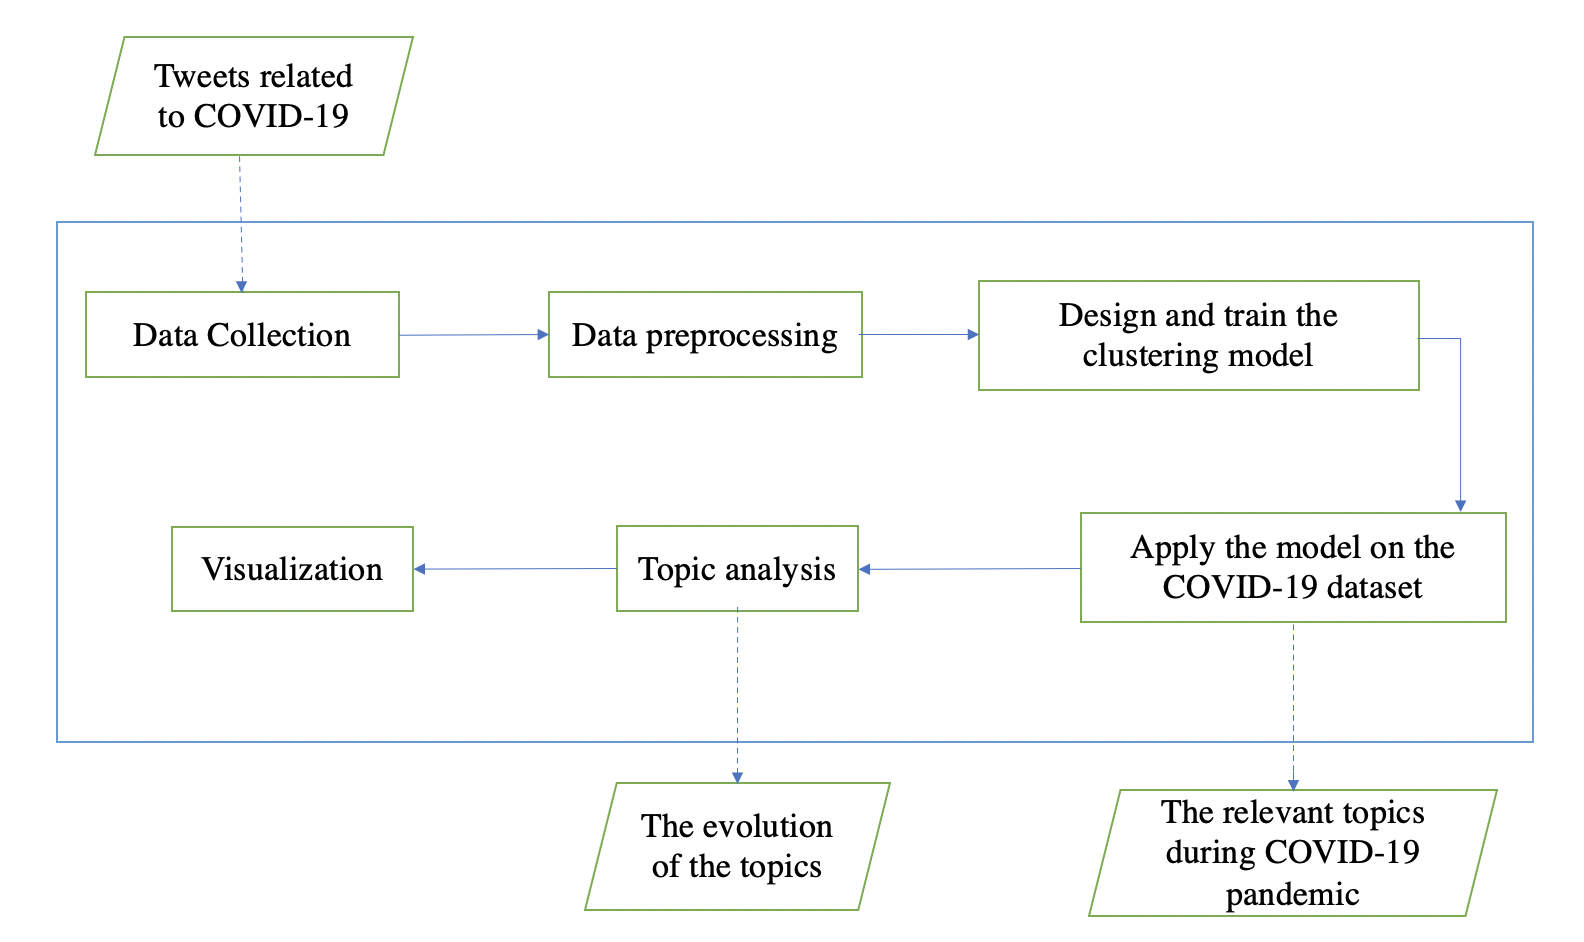 Tweets related
to COVID-19
Data Collection
Data preprocessing
Design and train the
clustering model
Apply the model on the
COVID-19 dataset
Topic analysis
Visualization
The evolution
of the topics
The relevant topics
during COVID-19
pandemic